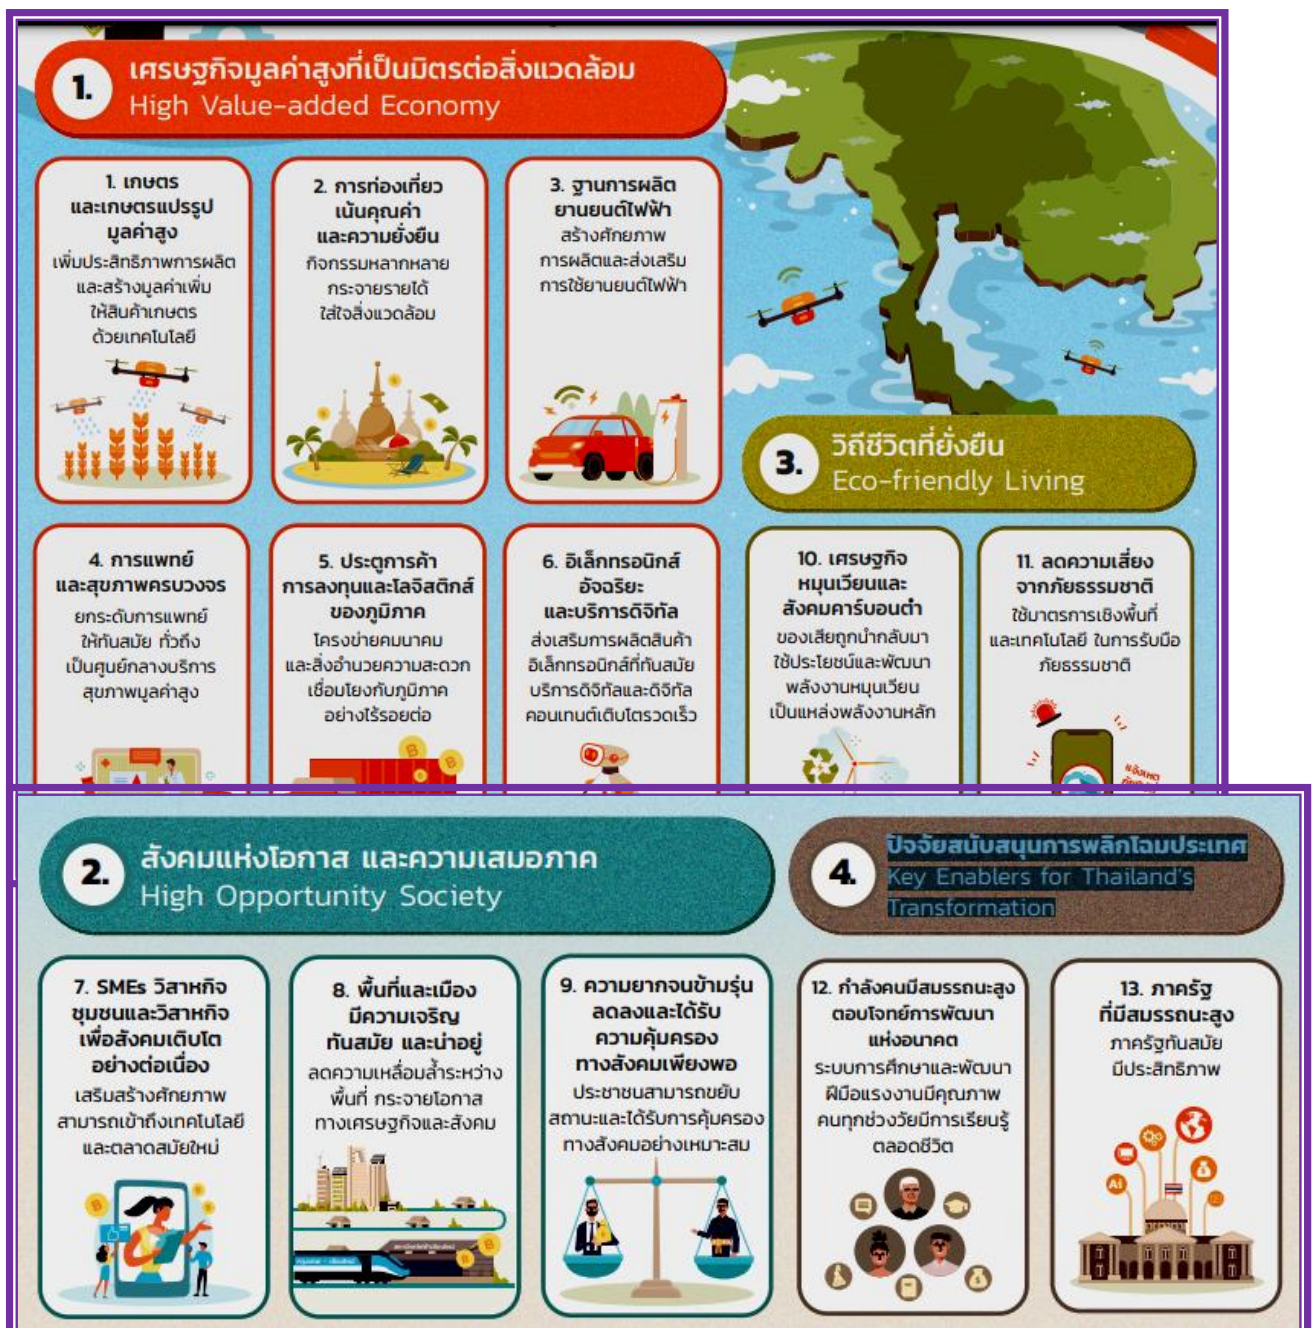 1.
เศรษฐกิจมูลค่าสูงที่เป็นมิตรต่อสิ่งแวดล้อม
High Value-added Economy
1. เกษตร
และเกษตรแปรรูป
มูลค่าสูง
เพิ่มประสิทธิภาพการผลิต
และสร้างมูลค่าเพิ่ม
ให้สินค้าเกษตร
ด้วยเทคโนโลยี
2. การท่องเที่ยว
เน้นคุณค่า
และความยั่งยืน
กิจกรรมหลากหลาย
กระจายรายได้
ใส่ใจสิ่งแวดล้อม
3. ฐานการผลิต
ยานยนต์ไฟฟ้า
สร้างศักยภาพ
การผลิตและส่งเสริม
การใช้ยานยนต์ไฟฟ้า
4. การแพทย์
และสุขภาพครบวงจร
ยกระดับการแพทย์
ให้ทันสมัย ทั่วถึง
เป็นศูนย์กลางบริการ
สุขภาพมูลค่าสูง
5. ประตูการค้า
การลงทุนและโลจิสติกส์
ของภูมิภาค
โครงข่ายคมนาคม
และสิ่งอำนวยความสะดวก
เชื่อมโยงกับภูมิภาค
อย่างไร้รอยต่อ
6. อิเล็กทรอนิกส์
อัจฉริยะ
และบริการดิจิทัล
ส่งเสริมการผลิตสินค้า
อิเล็กทรอนิกส์ที่ทันสมัย
บริการดิจิทัลและดิจิทัล
คอนเทนต์เติบโตรวดเร็ว
3.
วิถีชีวิตที่ยั่งยืน
Eco-friendly Living
10. เศรษฐกิจ
หมุนเวียนและ
สังคมคาร์บอนต่ำ
ของเสียถูกนำกลับมา
ใช้ประโยชน์และพัฒนา
พลังงานหมุนเวียน
เป็นแหล่งพลังงานหลัก
11. ลดความเสี่ยง
จากภัยธรรมชาติ
ใช้มาตรการเชิงพื้นที่
และเทคโนโลยี ในการรับมือ
ภัยธรรมชาติ
แจ้งเหตุ
2.
สังคมแห่งโอกาส และความเสมอภาค
High Opportunity Society
7. SMEs วิสาหกิจ
ชุมชนและวิสาหกิจ
เพื่อสังคมเติบโต
อย่างต่อเนื่อง
เสริมสร้างศักยภาพ
สามารถเข้าถึงเทคโนโลยี
และตลาดสมัยใหม่
8. พื้นที่และเมือง
มีความเจริญ
ทันสมัย และน่าอยู่
ลดความเหลื่อมล้ำระหว่าง
พื้นที่ กระจายโอกาส
ทางเศรษฐกิจและสังคม
9. ความยากจนข้ามรุ่น
ลดลงและได้รับ
ความคุ้มครอง
ทางสังคมเพียงพอ
ประชาชนสามารถขยับ
สถานะและได้รับการคุ้มครอง
ทางสังคมอย่างเหมาะสม
4.
ปัจจัยสนับสนุนการพลิกโฉมประเทศ
Key Enablers for Thailand's
Transformation
12. กำลังคนมีสมรรถนะสูง
ตอบโจทย์การพัฒนา
แห่งอนาคต
ระบบการศึกษาและพัฒนา
ฝีมือแรงงานมีคุณภาพ
คนทุกช่วงวัยมีการเรียนรู้
ตลอดชีวิต
13. ภาครัฐ
ที่มีสมรรถนะสูง
ภาครัฐทันสมัย
มีประสิทธิภาพ
Ai